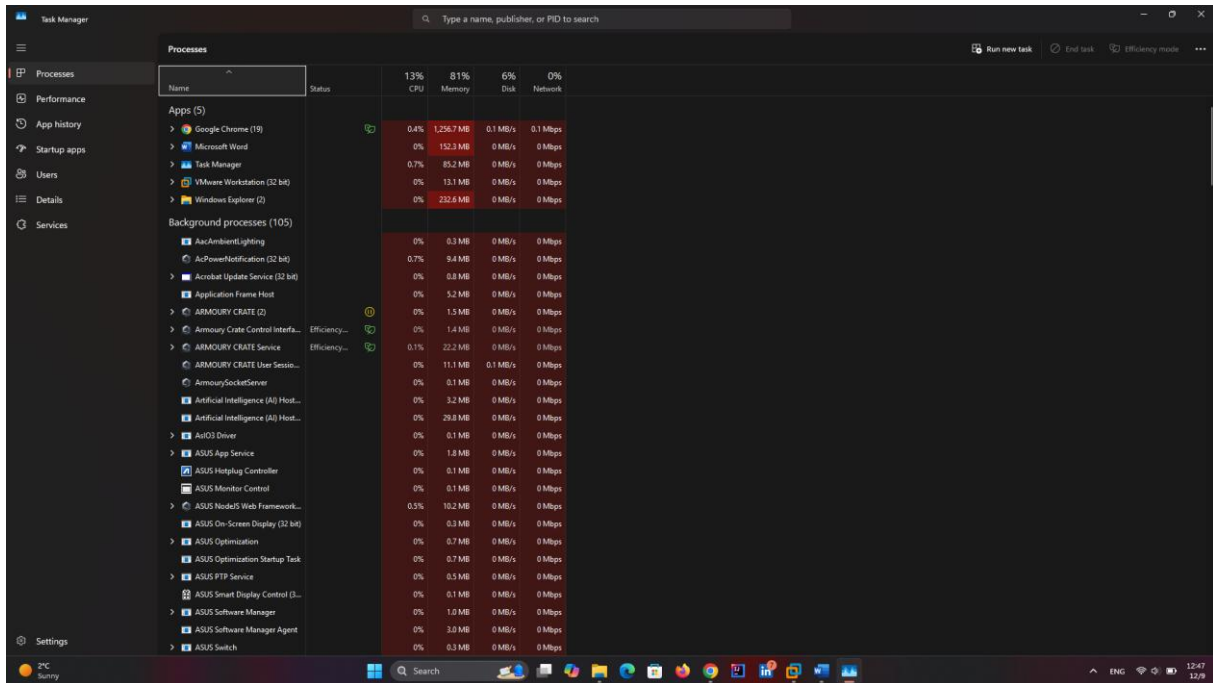 Task Manager
Type a name, publisher, or PID to search
Processes
Run new task
End task
Efficiency mode
Processes
Performance
App history
Startup apps
Users
Details
Services
Settings
13% 81% 6% 0%
Name Status CPU Memory Disk Network
Apps (5)
Google Chrome (19) 0.4% 1,256.7 MB 0.1 MB/s 0.1 Mbps
Microsoft Word 0% 152.3 MB 0 MB/s 0 Mbps
Task Manager 0.7% 85.2 MB 0 MB/s 0 Mbps
VMware Workstation (32 bit) 0% 13.1 MB 0 MB/s 0 Mbps
Windows Explorer (2) 0% 232.6 MB 0 MB/s 0 Mbps
Background processes (105)
AacAmbientLighting 0% 0.3 MB 0 MB/s 0 Mbps
AcPowerNotification (32 bit) 0.7% 9.4 MB 0 MB/s 0 Mbps
Acrobat Update Service (32 bit) 0% 0.8 MB 0 MB/s 0 Mbps
Application Frame Host 0% 5.2 MB 0 MB/s 0 Mbps
ARMOURY CRATE (2) 0% 1.5 MB 0 MB/s 0 Mbps
Armoury Crate Control Interfa... Efficiency... 0% 1.4 MB 0 MB/s 0 Mbps
ARMOURY CRATE Service Efficiency... 0.1% 22.2 MB 0 MB/s 0 Mbps
ARMOURY CRATE User Sessio... 0% 11.1 MB 0.1 MB/s 0 Mbps
ArmourySocketServer 0% 0.1 MB 0 MB/s 0 Mbps
Artificial Intelligence (AI) Host... 0% 3.2 MB 0 MB/s 0 Mbps
Artificial Intelligence (AI) Host... 0% 29.8 MB 0 MB/s 0 Mbps
AsIO3 Driver 0% 0.1 MB 0 MB/s 0 Mbps
ASUS App Service 0% 1.8 MB 0 MB/s 0 Mbps
ASUS Hotplug Controller 0% 0.1 MB 0 MB/s 0 Mbps
ASUS Monitor Control 0% 0.1 MB 0 MB/s 0 Mbps
ASUS NodeJS Web Framework... 0.5% 10.2 MB 0 MB/s 0 Mbps
ASUS On-Screen Display (32 bit) 0% 0.3 MB 0 MB/s 0 Mbps
ASUS Optimization 0% 0.7 MB 0 MB/s 0 Mbps
ASUS Optimization Startup Task 0% 0.7 MB 0 MB/s 0 Mbps
ASUS PTP Service 0% 0.5 MB 0 MB/s 0 Mbps
ASUS Smart Display Control (3... 0% 0.1 MB 0 MB/s 0 Mbps
ASUS Software Manager 0% 1.0 MB 0 MB/s 0 Mbps
ASUS Software Manager Agent 0% 3.0 MB 0 MB/s 0 Mbps
ASUS Switch 0% 0.3 MB 0 MB/s 0 Mbps
2°C
Sunny
Search
ENG
12:47
12/9